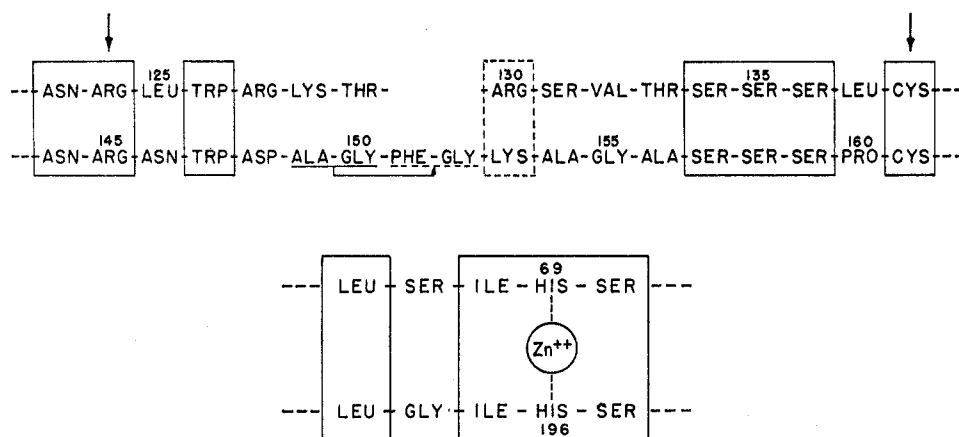 125 130 135
--- ASN-ARG-LEU-TRP-ARG-LYS-THR- -ARG-SER-VAL-THR-SER-SER-SER-LEU-CYS---
145 150 155 160
--- ASN-ARG-ASN-TRP-ASP-ALA-GLY-PHE-GLY-LYS-ALA-GLY-ALA-SER-SER-SER-PRO-CYS---
69
--- LEU-SER-ILE-HIS-SER ---
Zn++
--- LEU-GLY-ILE-HIS-SER ---
196